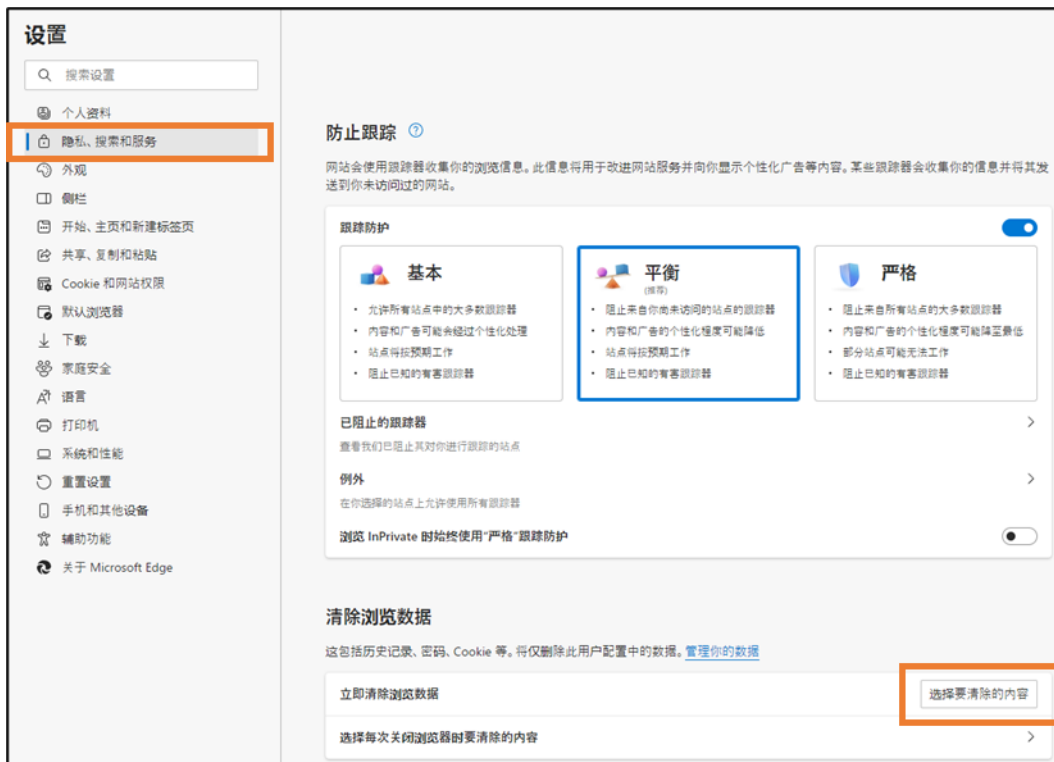 设置
搜索设置
个人资料
隐私、搜索和服务
外观
侧栏
开始、主页和新建标签页
共享、复制和粘贴
Cookie 和网站权限
默认浏览器
下载
家庭安全
语言
打印机
系统和性能
重置设置
手机和其他设备
辅助功能
关于 Microsoft Edge
防止跟踪
网站会使用跟踪器收集你的浏览信息。此信息将用于改进网站服务并向你显示个性化广告等内容。某些跟踪器会收集你的信息并将其发
送到你未访问过的网站。
跟踪防护
基本
• 允许所有站点中的大多数跟踪器
• 内容和广告可能会经过个性化处理
• 站点将按预期工作
• 阻止已知的有害跟踪器
平衡
(推荐)
• 阻止来自你尚未访问的站点的跟踪器
• 内容和广告的个性化程度可能降低
• 站点将按预期工作
• 阻止已知的有害跟踪器
严格
• 阻止来自所有站点的大多数跟踪器
• 内容和广告的个性化程度可能降至最低
• 部分站点可能无法工作
• 阻止已知的有害跟踪器
已阻止的跟踪器
查看我们已阻止其对你进行跟踪的站点
例外
在你选择的站点上允许使用所有跟踪器
浏览 InPrivate 时始终使用“严格”跟踪防护
清除浏览数据
这包括历史记录、密码、Cookie 等。将仅删除此用户配置中的数据。管理你的数据
立即清除浏览数据
选择要清除的内容
选择每次关闭浏览器时要清除的内容